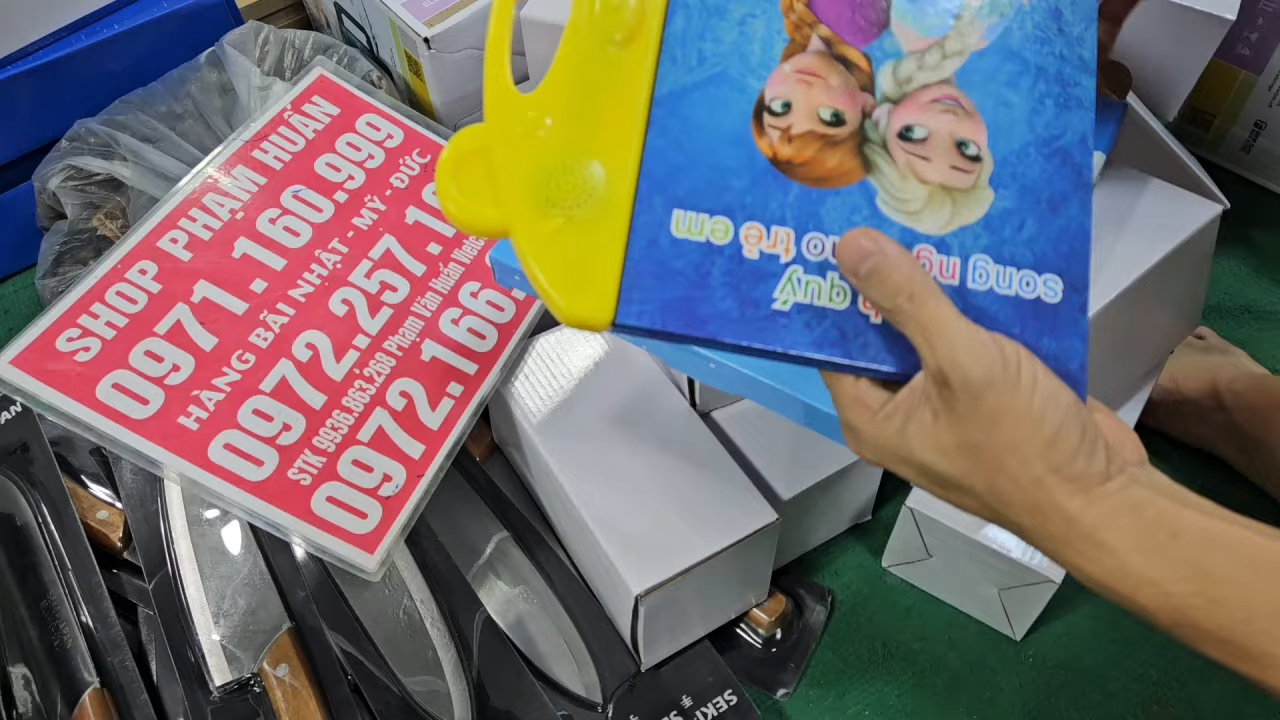 SHOP PHẠM HUẤN
0971.160.999
HÀNG BÃI NHẬT - MỸ - ĐỨC
0972.257.1
STK 9936.863.268 Phạm Văn Huấn Vietc
0972.166.
song ng
o trẻ em
quý
SEKI